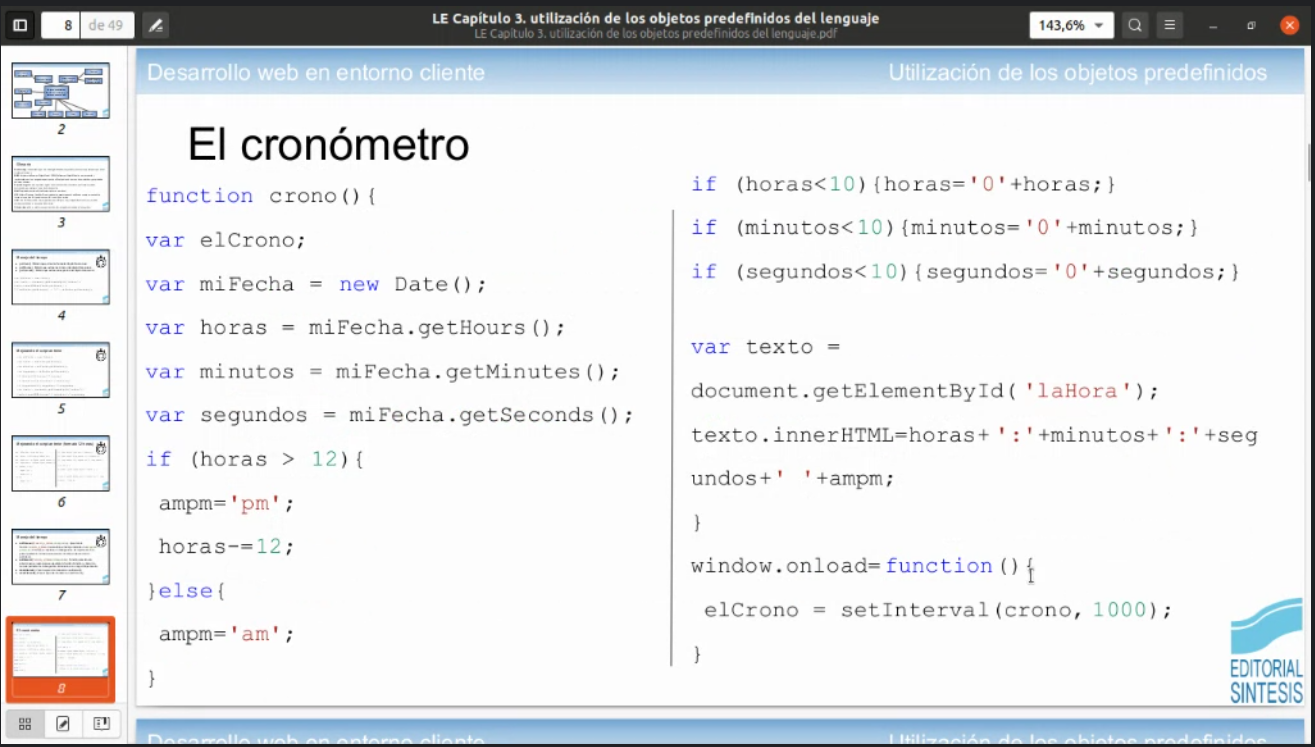 8 de 49
LE Capítulo 3. utilización de los objetos predefinidos del lenguaje
LE Capítulo 3. utilización de los objetos predefinidos del lenguaje.pdf
143,6%
2
3
4
5
6
7
8
Desarrollo web en entorno cliente
Utilización de los objetos predefinidos
El cronómetro
function crono(){
var elCrono;
var miFecha = new Date();
var horas = miFecha.getHours();
var minutos = miFecha.getMinutes();
var segundos = miFecha.getSeconds();
if (horas > 12){
ampm='pm';
horas-=12;
}else{
ampm='am';
}
if (horas<10){horas='0'+horas;}
if (minutos<10){minutos='0'+minutos;}
if (segundos<10){segundos='0'+segundos;}
var texto =
document.getElementById('laHora');
texto.innerHTML=horas+':'+minutos+':'+seg
undos+' '+ampm;
}
window.onload=function(){
elCrono = setInterval(crono,1000);
}
EDITORIAL
SINTESIS
Desarrollo web en entorno cliente
Utilización de los objetos predefinidos